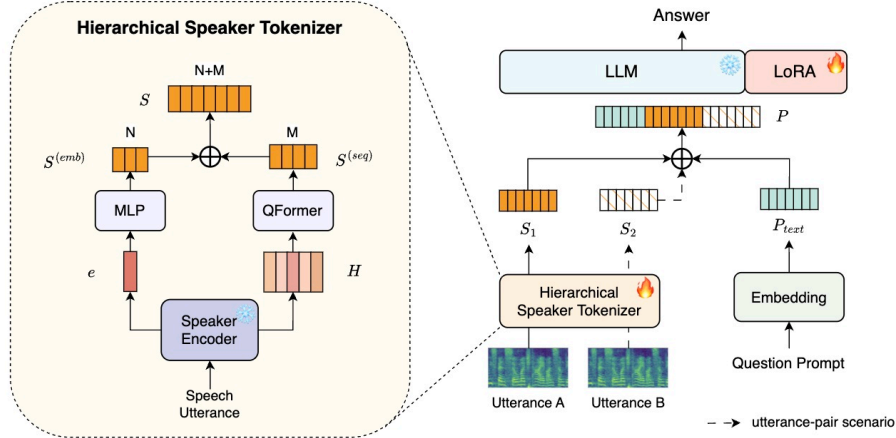 Hierarchical Speaker Tokenizer
N+M
S
N
M
S^(emb)
S^(seq)
MLP
QFormer
e
H
Speaker
Encoder
Speech
Utterance
Answer
LLM
LoRA
P
S_1
S_2
P_text
Hierarchical
Speaker Tokenizer
Embedding
Question Prompt
Utterance A
Utterance B
utterance-pair scenario